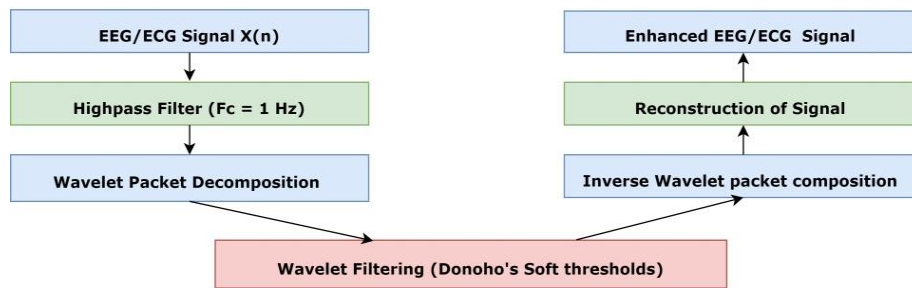 EEG/ECG Signal X(n)
Highpass Filter (Fc = 1 Hz)
Wavelet Packet Decomposition
Wavelet Filtering (Donoho's Soft thresholds)
Inverse Wavelet packet composition
Reconstruction of Signal
Enhanced EEG/ECG Signal